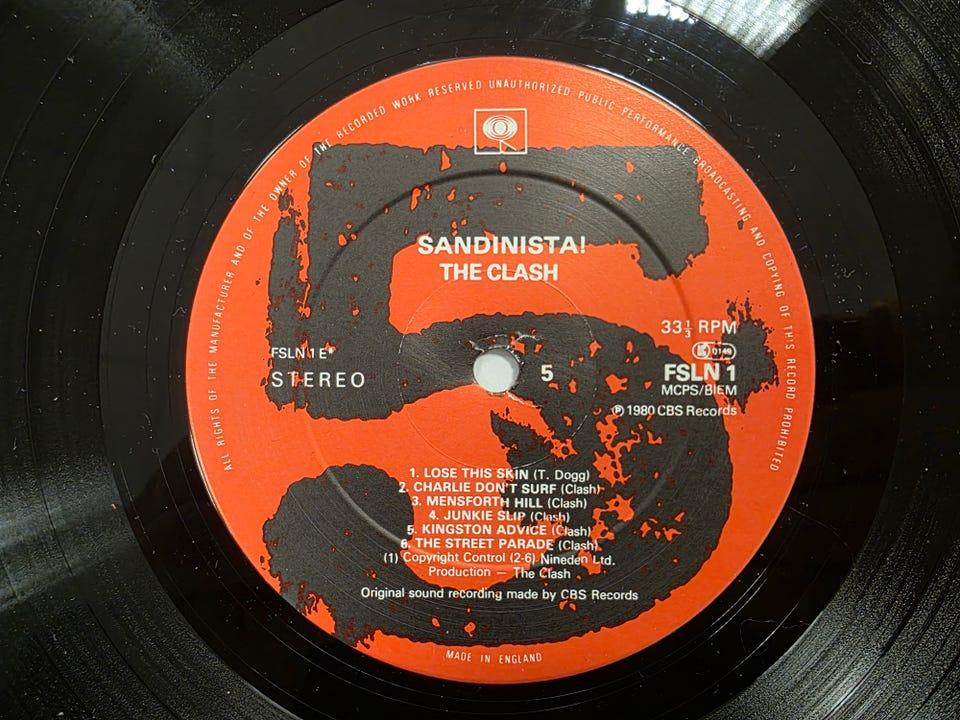 ALL RIGHTS OF THE MANUFACTURER AND OF THE OWNER OF THE RECORDED WORK RESERVED UNAUTHORIZED PUBLIC PERFORMANCE BROADCASTING AND COPYING OF THIS RECORD PROHIBITED
5
SANDINISTA!
THE CLASH
33 1/3 RPM
FSLN 1 E*
K 0149
STEREO
5
FSLN 1
MCPS/BIEM
℗ 1980 CBS Records
1. LOSE THIS SKIN (T. Dogg)
2. CHARLIE DON'T SURF (Clash)
3. MENSFORTH HILL (Clash)
4. JUNKIE SLIP (Clash)
5. KINGSTON ADVICE (Clash)
6. THE STREET PARADE (Clash)
(1) Copyright Control (2-6) Nineden Ltd.
Production — The Clash
Original sound recording made by CBS Records
MADE IN ENGLAND